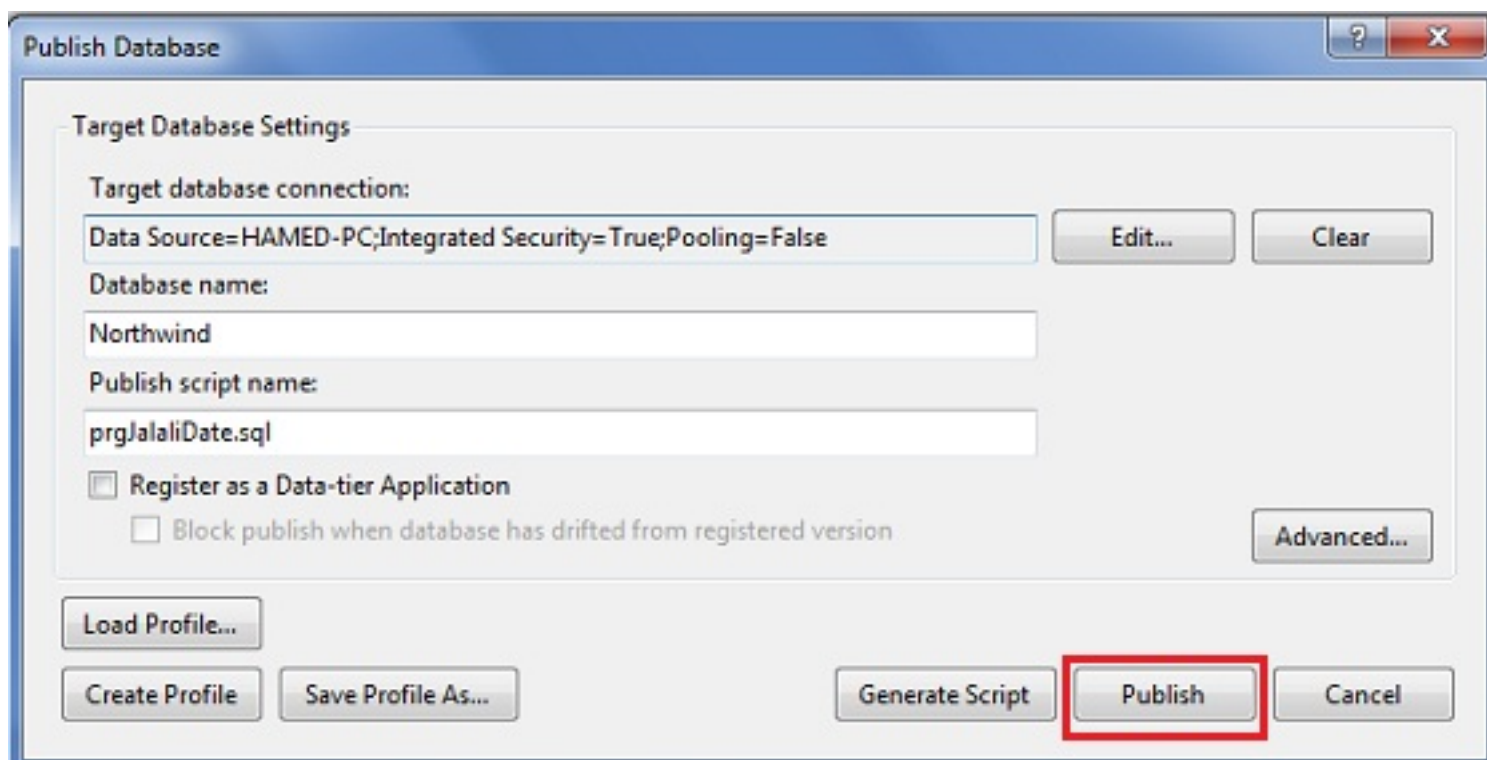 Publish Database
Target Database Settings
Target database connection:
Data Source=HAMED-PC;Integrated Security=True;Pooling=False
Edit...
Clear
Database name:
Northwind
Publish script name:
prgJalaliDate.sql
Register as a Data-tier Application
Block publish when database has drifted from registered version
Advanced...
Load Profile...
Create Profile
Save Profile As...
Generate Script
Publish
Cancel